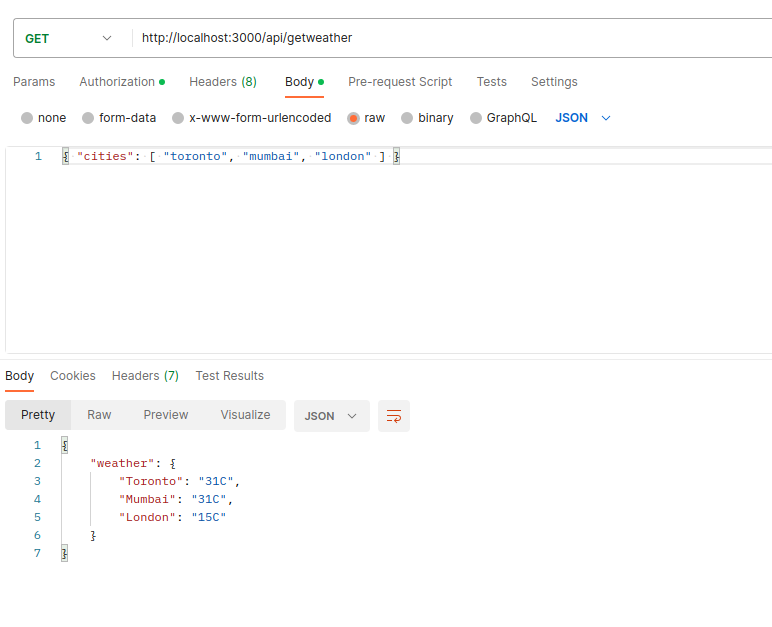 GET http://localhost:3000/api/getweather
Params Authorization Headers (8) Body Pre-request Script Tests Settings
none form-data x-www-form-urlencoded raw binary GraphQL JSON
1 { "cities": [ "toronto", "mumbai", "london" ] }
Body Cookies Headers (7) Test Results
Pretty Raw Preview Visualize JSON
1 {
2 "weather": {
3 "Toronto": "31C",
4 "Mumbai": "31C",
5 "London": "15C"
6 }
7 }